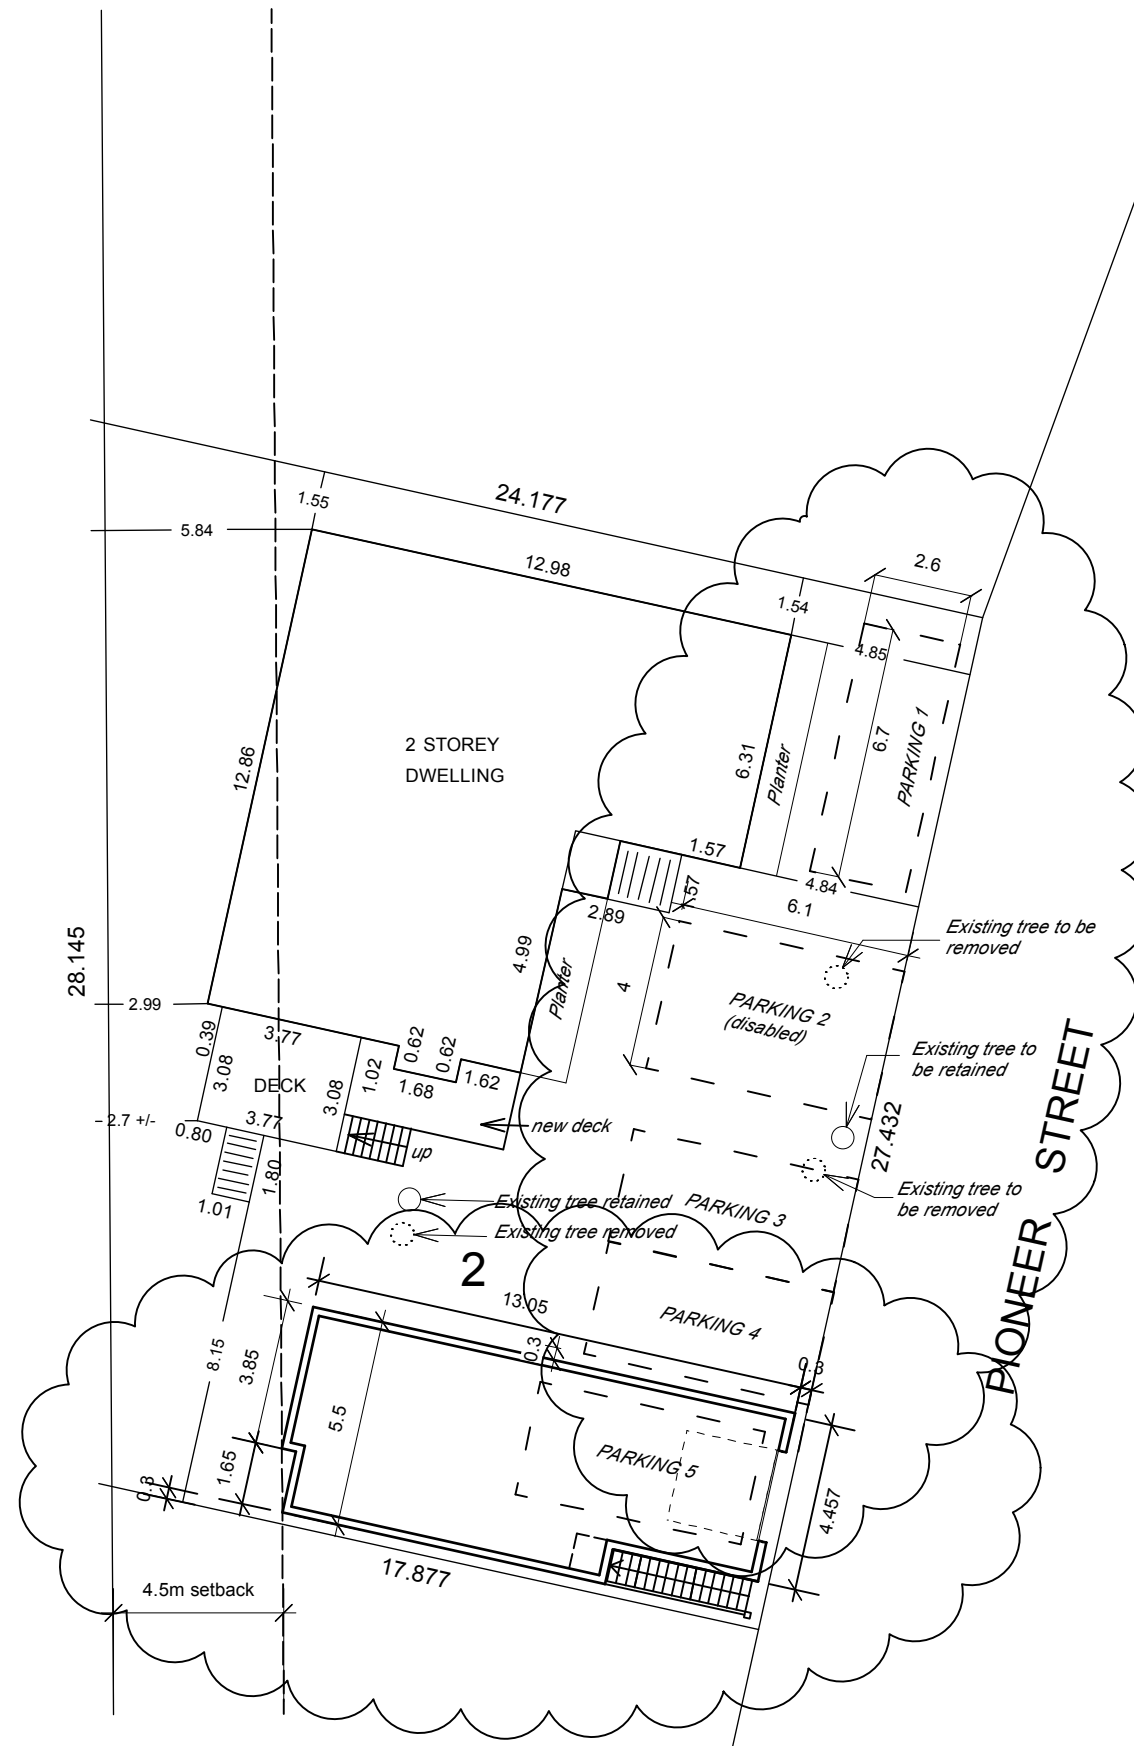 24.177
1.55
5.84
12.98
2.6
1.54
4.85
6.7
PARKING 1
2 STOREY
DWELLING
12.86
6.31
Planter
1.57
4.84
.57
6.1
2.89
Existing tree to be
removed
28.145
4.99
Planter
4
PARKING 2
(disabled)
2.99
0.39
3.77
0.62
0.62
3.08
1.02
DECK
3.08
1.68
1.62
Existing tree to
be retained
2.7 +/-
0.80
3.77
new deck
up
27.432
PIONEER STREET
1.80
1.01
Existing tree retained
Existing tree removed
PARKING 3
Existing tree to
be removed
2
13.05
PARKING 4
0.3
0.3
8.15
3.85
5.5
PARKING 5
1.65
0.3
4.457
17.877
4.5m setback